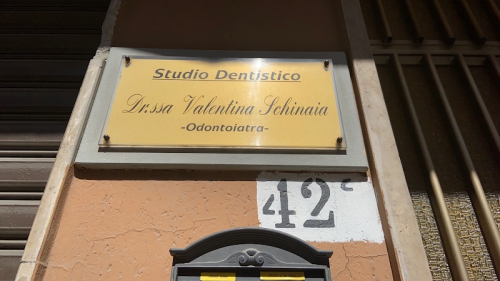 Studio Dentistico
Dr.ssa Valentina Schinaia
-Odontoiatra-
42c